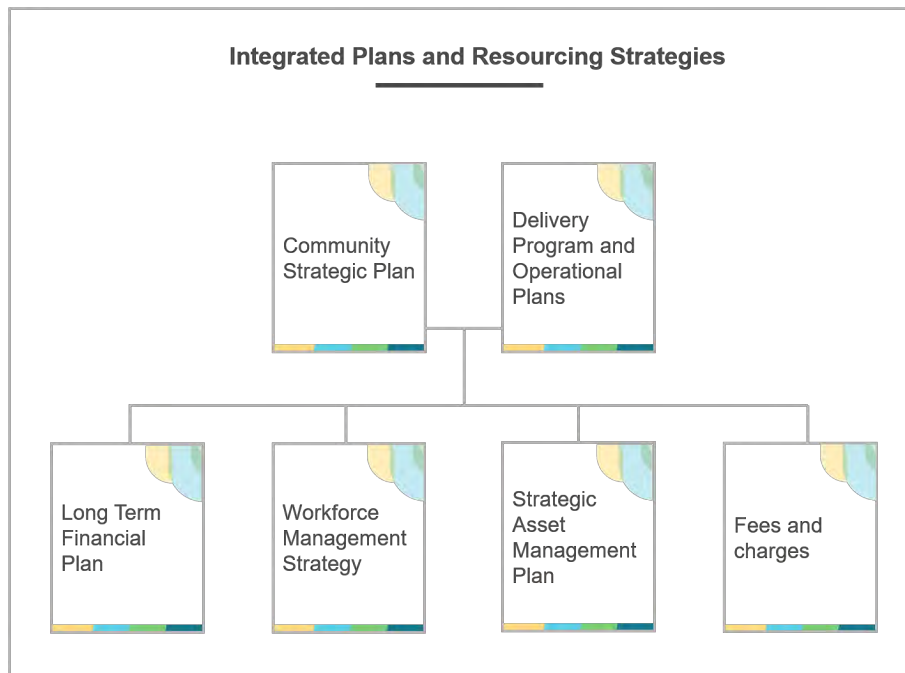 Integrated Plans and Resourcing Strategies
Community
Strategic Plan
Delivery
Program and
Operational
Plans
Long Term
Financial
Plan
Workforce
Management
Strategy
Strategic
Asset
Management
Plan
Fees and
charges